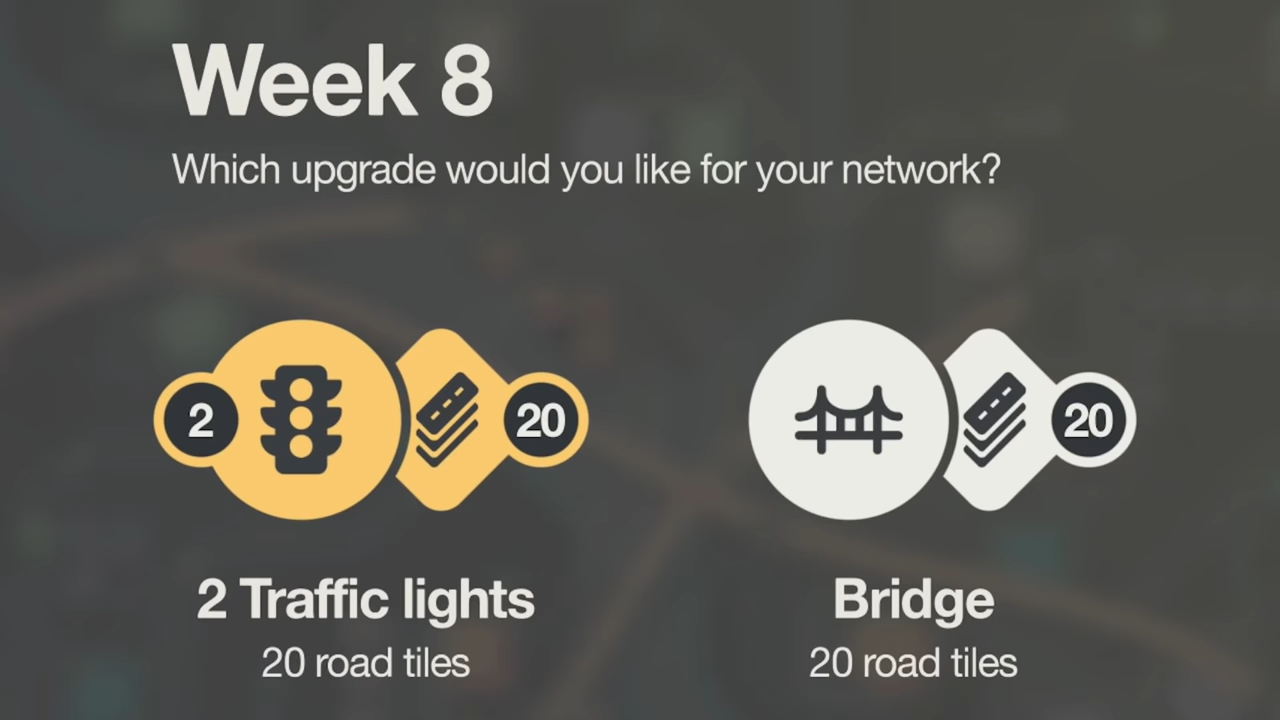 Week 8
Which upgrade would you like for your network?
2
20
20
2 Traffic lights
Bridge
20 road tiles
20 road tiles